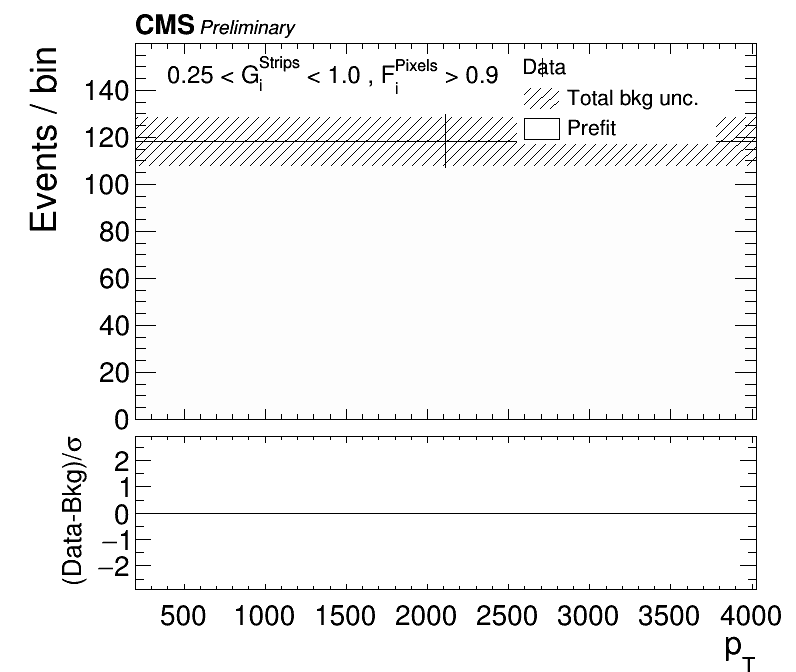 CMS Preliminary
0.25 < G_i^Strips < 1.0 , F_i^Pixels > 0.9
Data
Total bkg unc.
Prefit
Events / bin
140
120
100
80
60
40
20
0
(Data-Bkg)/σ
2
1
0
−1
−2
500 1000 1500 2000 2500 3000 3500 4000
p_T